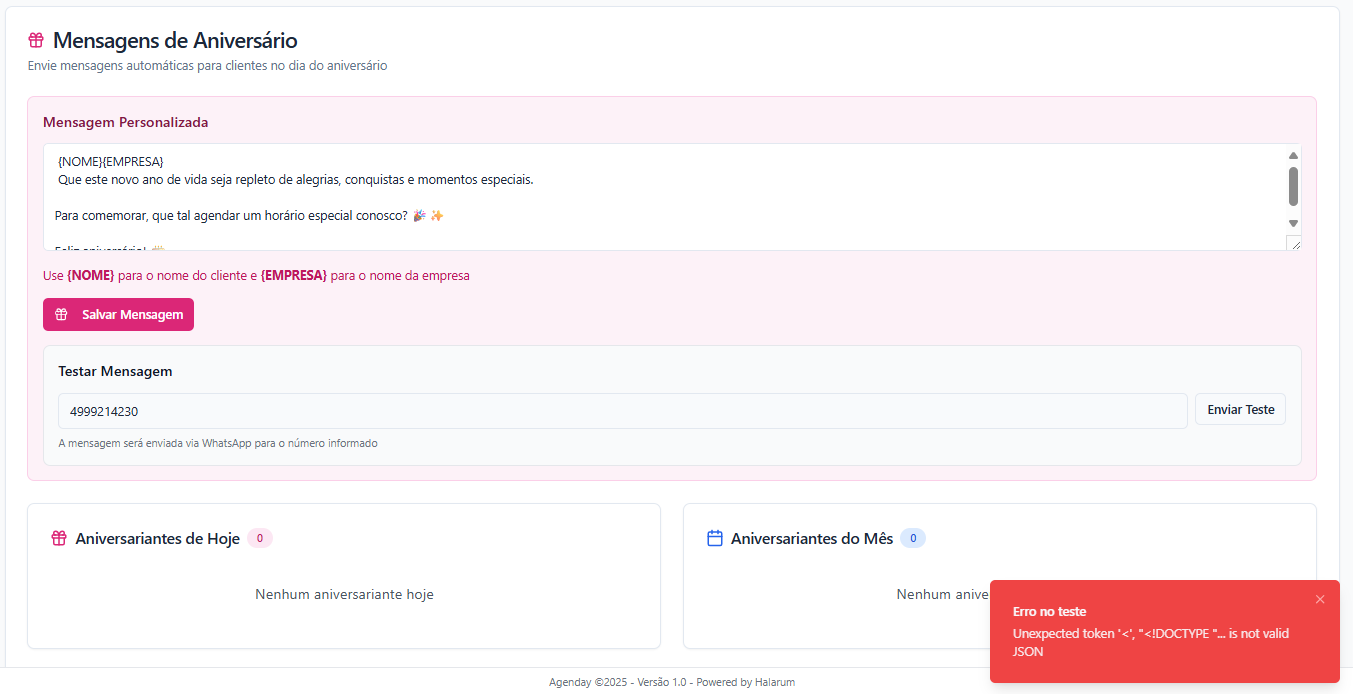 Mensagens de Aniversário
Envie mensagens automáticas para clientes no dia do aniversário
Mensagem Personalizada
{NOME}{EMPRESA}
Que este novo ano de vida seja repleto de alegrias, conquistas e momentos especiais.
Para comemorar, que tal agendar um horário especial conosco? 🎉 ✨
Feliz aniversário! 🎂
Use {NOME} para o nome do cliente e {EMPRESA} para o nome da empresa
Salvar Mensagem
Testar Mensagem
4999214230
Enviar Teste
A mensagem será enviada via WhatsApp para o número informado
Aniversariantes de Hoje 0
Nenhum aniversariante hoje
Aniversariantes do Mês 0
Nenhum anive
Erro no teste
Unexpected token '<', "<!DOCTYPE "... is not valid
JSON
Agenday ©2025 - Versão 1.0 - Powered by Halarum